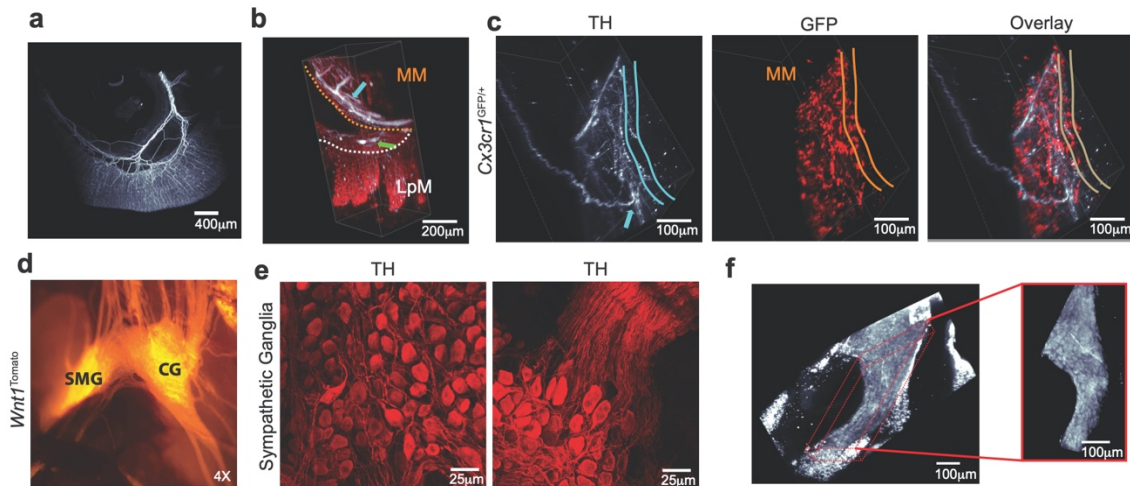 a
400μm
b
MM
LpM
200μm
c
TH
GFP
Overlay
Cx3cr1GFP/+
MM
100μm
100μm
100μm
d
Wnt1Tomato
SMG
CG
4X
e
TH
TH
Sympathetic Ganglia
25μm
25μm
f
100μm
100μm